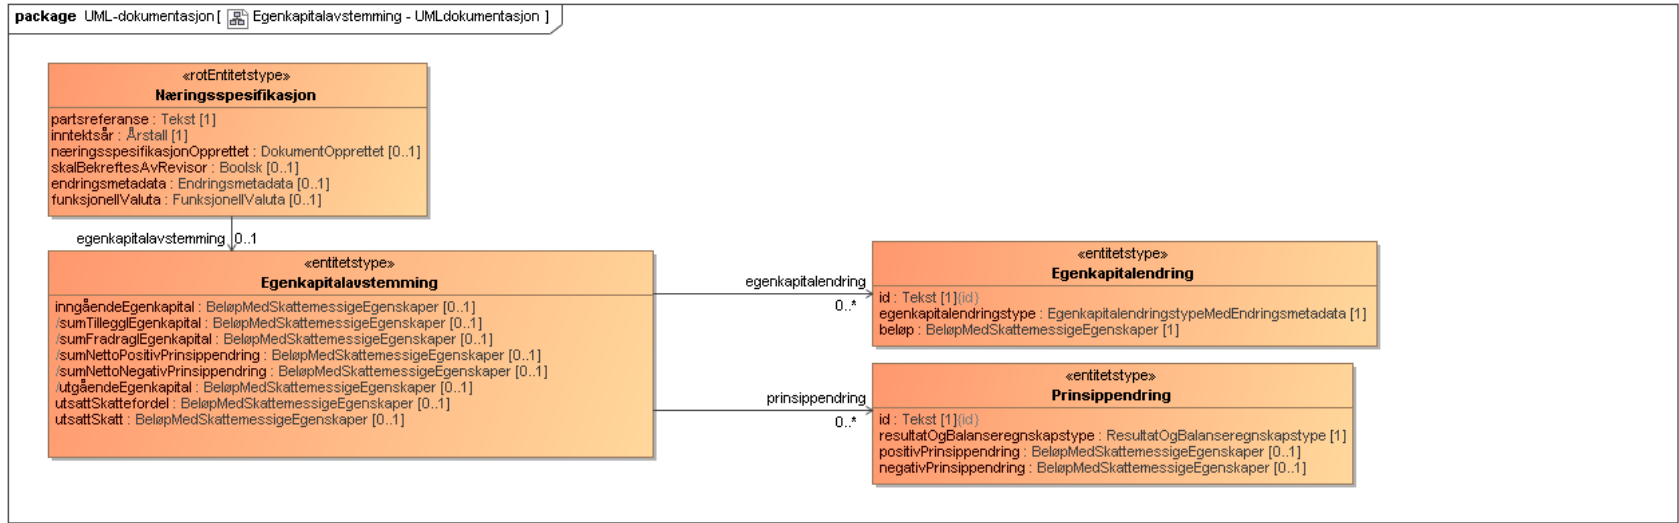 package UML-dokumentasjon [ Egenkapitalavstemming - UMLdokumentasjon ]
«rotEntitetstype»
Næringsspesifikasjon
partsreferanse : Tekst [1]
inntektsår : Årstall [1]
næringsspesifikasjonOpprettet : DokumentOpprettet [0..1]
skalBekreftesAvRevisor : Boolsk [0..1]
endringsmetadata : Endringsmetadata [0..1]
funksjonellValuta : FunksjonellValuta [0..1]
egenkapitalavstemming 0..1
«entitetstype»
Egenkapitalavstemming
inngåendeEgenkapital : BeløpMedSkattemessigeEgenskaper [0..1]
/sumTilleggIEgenkapital : BeløpMedSkattemessigeEgenskaper [0..1]
/sumFradragIEgenkapital : BeløpMedSkattemessigeEgenskaper [0..1]
/sumNettoPositivPrinsippendring : BeløpMedSkattemessigeEgenskaper [0..1]
/sumNettoNegativPrinsippendring : BeløpMedSkattemessigeEgenskaper [0..1]
/utgåendeEgenkapital : BeløpMedSkattemessigeEgenskaper [0..1]
utsattSkattefordel : BeløpMedSkattemessigeEgenskaper [0..1]
utsattSkatt : BeløpMedSkattemessigeEgenskaper [0..1]
egenkapitalendring
0..*
«entitetstype»
Egenkapitalendring
id : Tekst [1]{id}
egenkapitalendringstype : EgenkapitalendringstypeMedEndringsmetadata [1]
beløp : BeløpMedSkattemessigeEgenskaper [1]
prinsippendring
0..*
«entitetstype»
Prinsippendring
id : Tekst [1]{id}
resultatOgBalanseregnskapstype : ResultatOgBalanseregnskapstype [1]
positivPrinsippendring : BeløpMedSkattemessigeEgenskaper [0..1]
negativPrinsippendring : BeløpMedSkattemessigeEgenskaper [0..1]